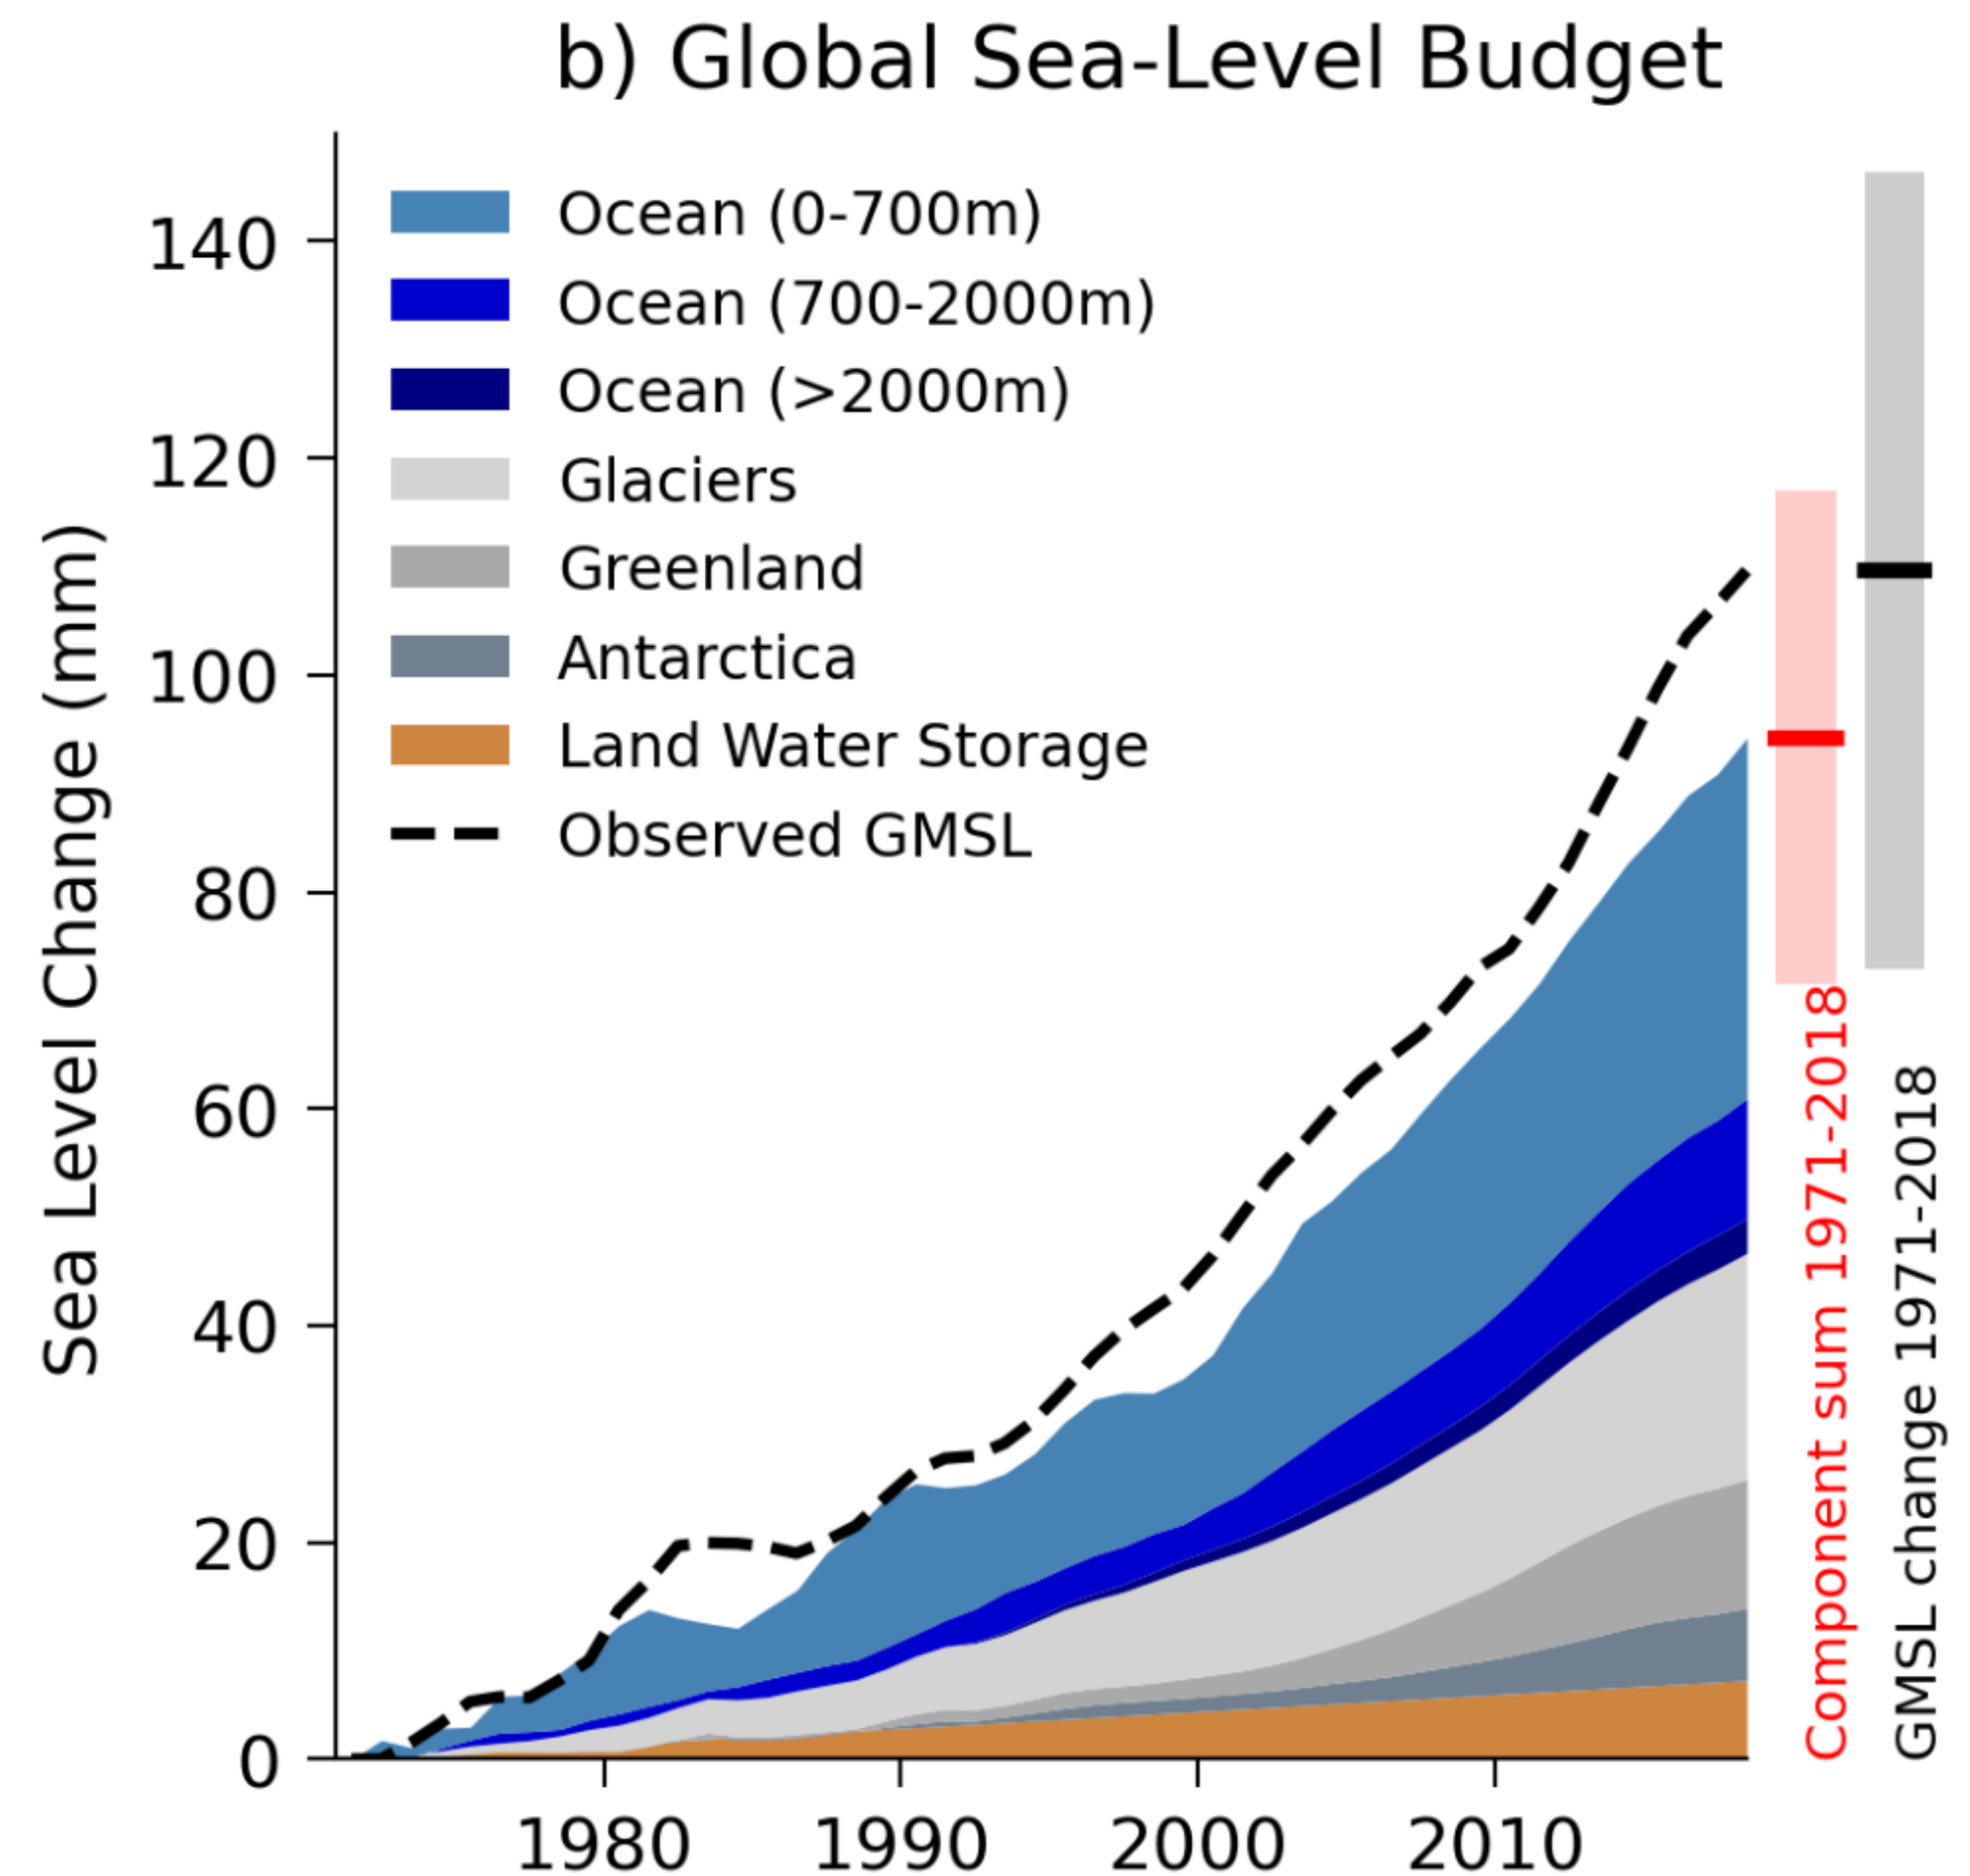 b) Global Sea-Level Budget
Ocean (0-700m)
Ocean (700-2000m)
Ocean (>2000m)
Glaciers
Greenland
Antarctica
Land Water Storage
Observed GMSL
Sea Level Change (mm)
140
120
100
80
60
40
20
0
1980 1990 2000 2010
Component sum 1971-2018
GMSL change 1971-2018